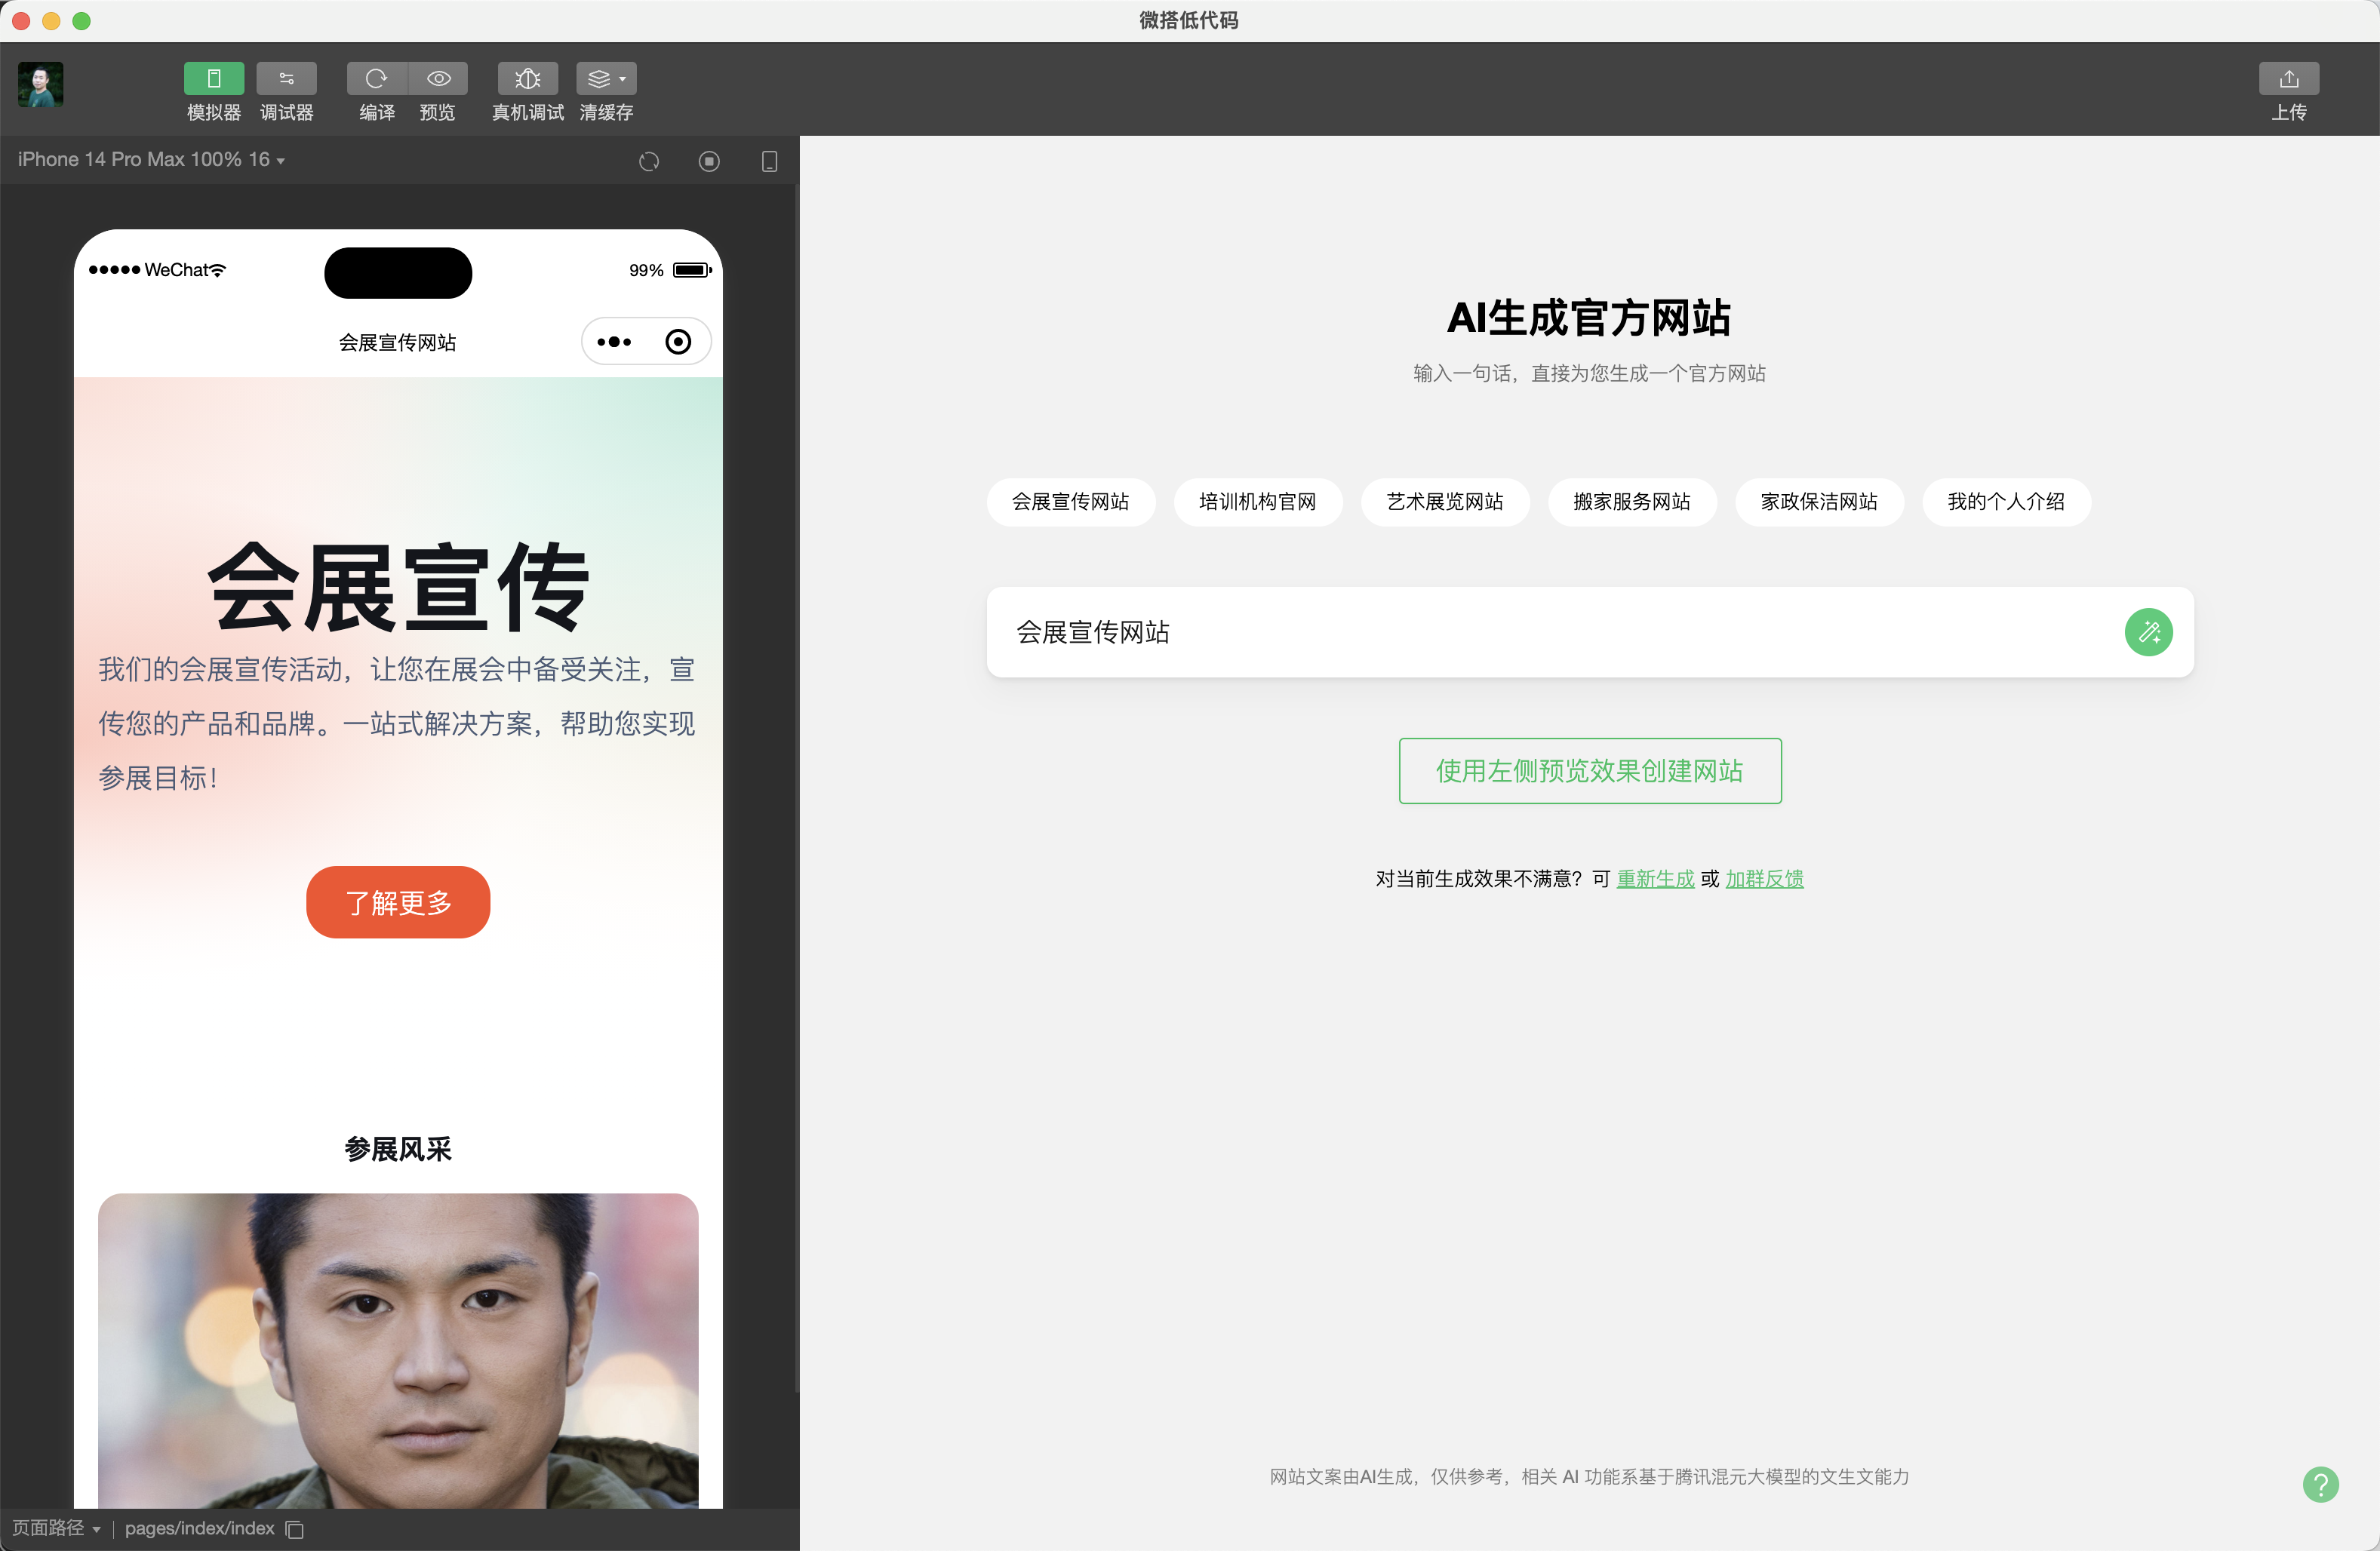 微搭低代码
模拟器 调试器 编译 预览 真机调试 清缓存 上传
iPhone 14 Pro Max 100% 16
WeChat 99%
会展宣传网站
会展宣传
我们的会展宣传活动，让您在展会中备受关注，宣
传您的产品和品牌。一站式解决方案，帮助您实现
参展目标！
了解更多
参展风采
页面路径 pages/index/index
AI生成官方网站
输入一句话，直接为您生成一个官方网站
会展宣传网站 培训机构官网 艺术展览网站 搬家服务网站 家政保洁网站 我的个人介绍
会展宣传网站
使用左侧预览效果创建网站
对当前生成效果不满意？可 重新生成 或 加群反馈
网站文案由AI生成，仅供参考，相关 AI 功能系基于腾讯混元大模型的文生文能力
?